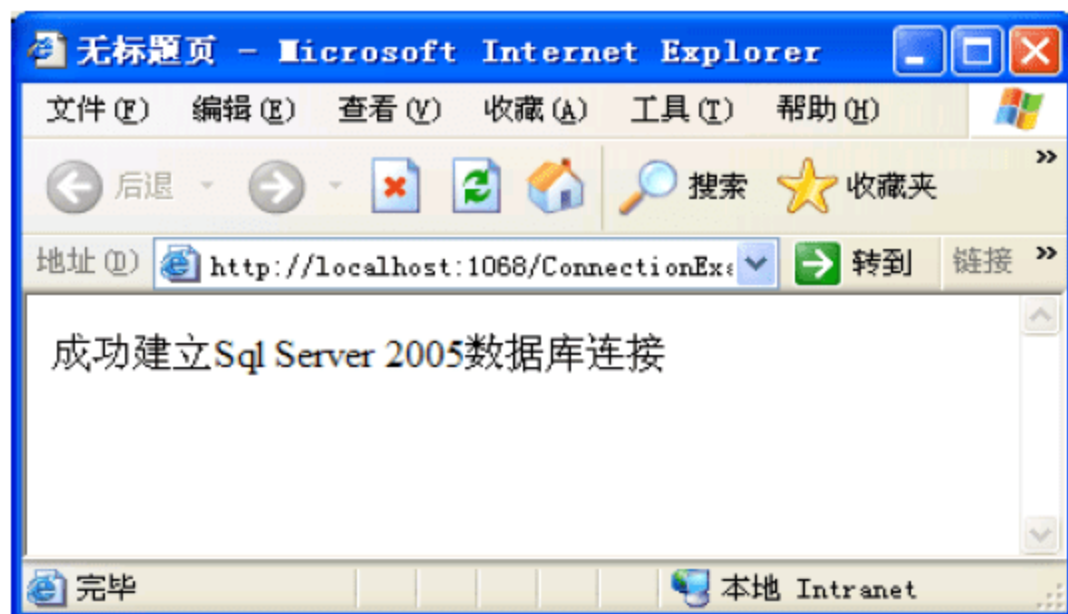 无标题页 - Microsoft Internet Explorer
文件(F) 编辑(E) 查看(V) 收藏(A) 工具(T) 帮助(H)
后退 搜索 收藏夹 »
地址(D) http://localhost:1068/ConnectionExa 转到 链接 »
成功建立Sql Server 2005数据库连接
完毕 本地 Intranet